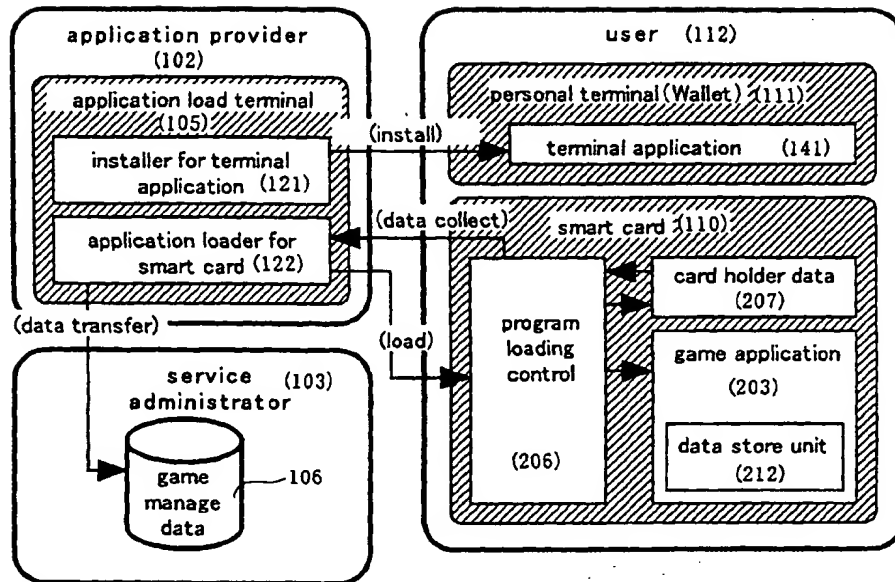 application provider
(102)
application load terminal
(105)
installer for terminal
application (121)
application loader for
smart card (122)
(install)
(data collect)
(load)
(data transfer)
service (103)
administrator
game
manage
data
106
user (112)
personal terminal(Wallet) (111)
terminal application (141)
smart card (110)
program
loading
control
(206)
card holder data
(207)
game application
(203)
data store unit
(212)